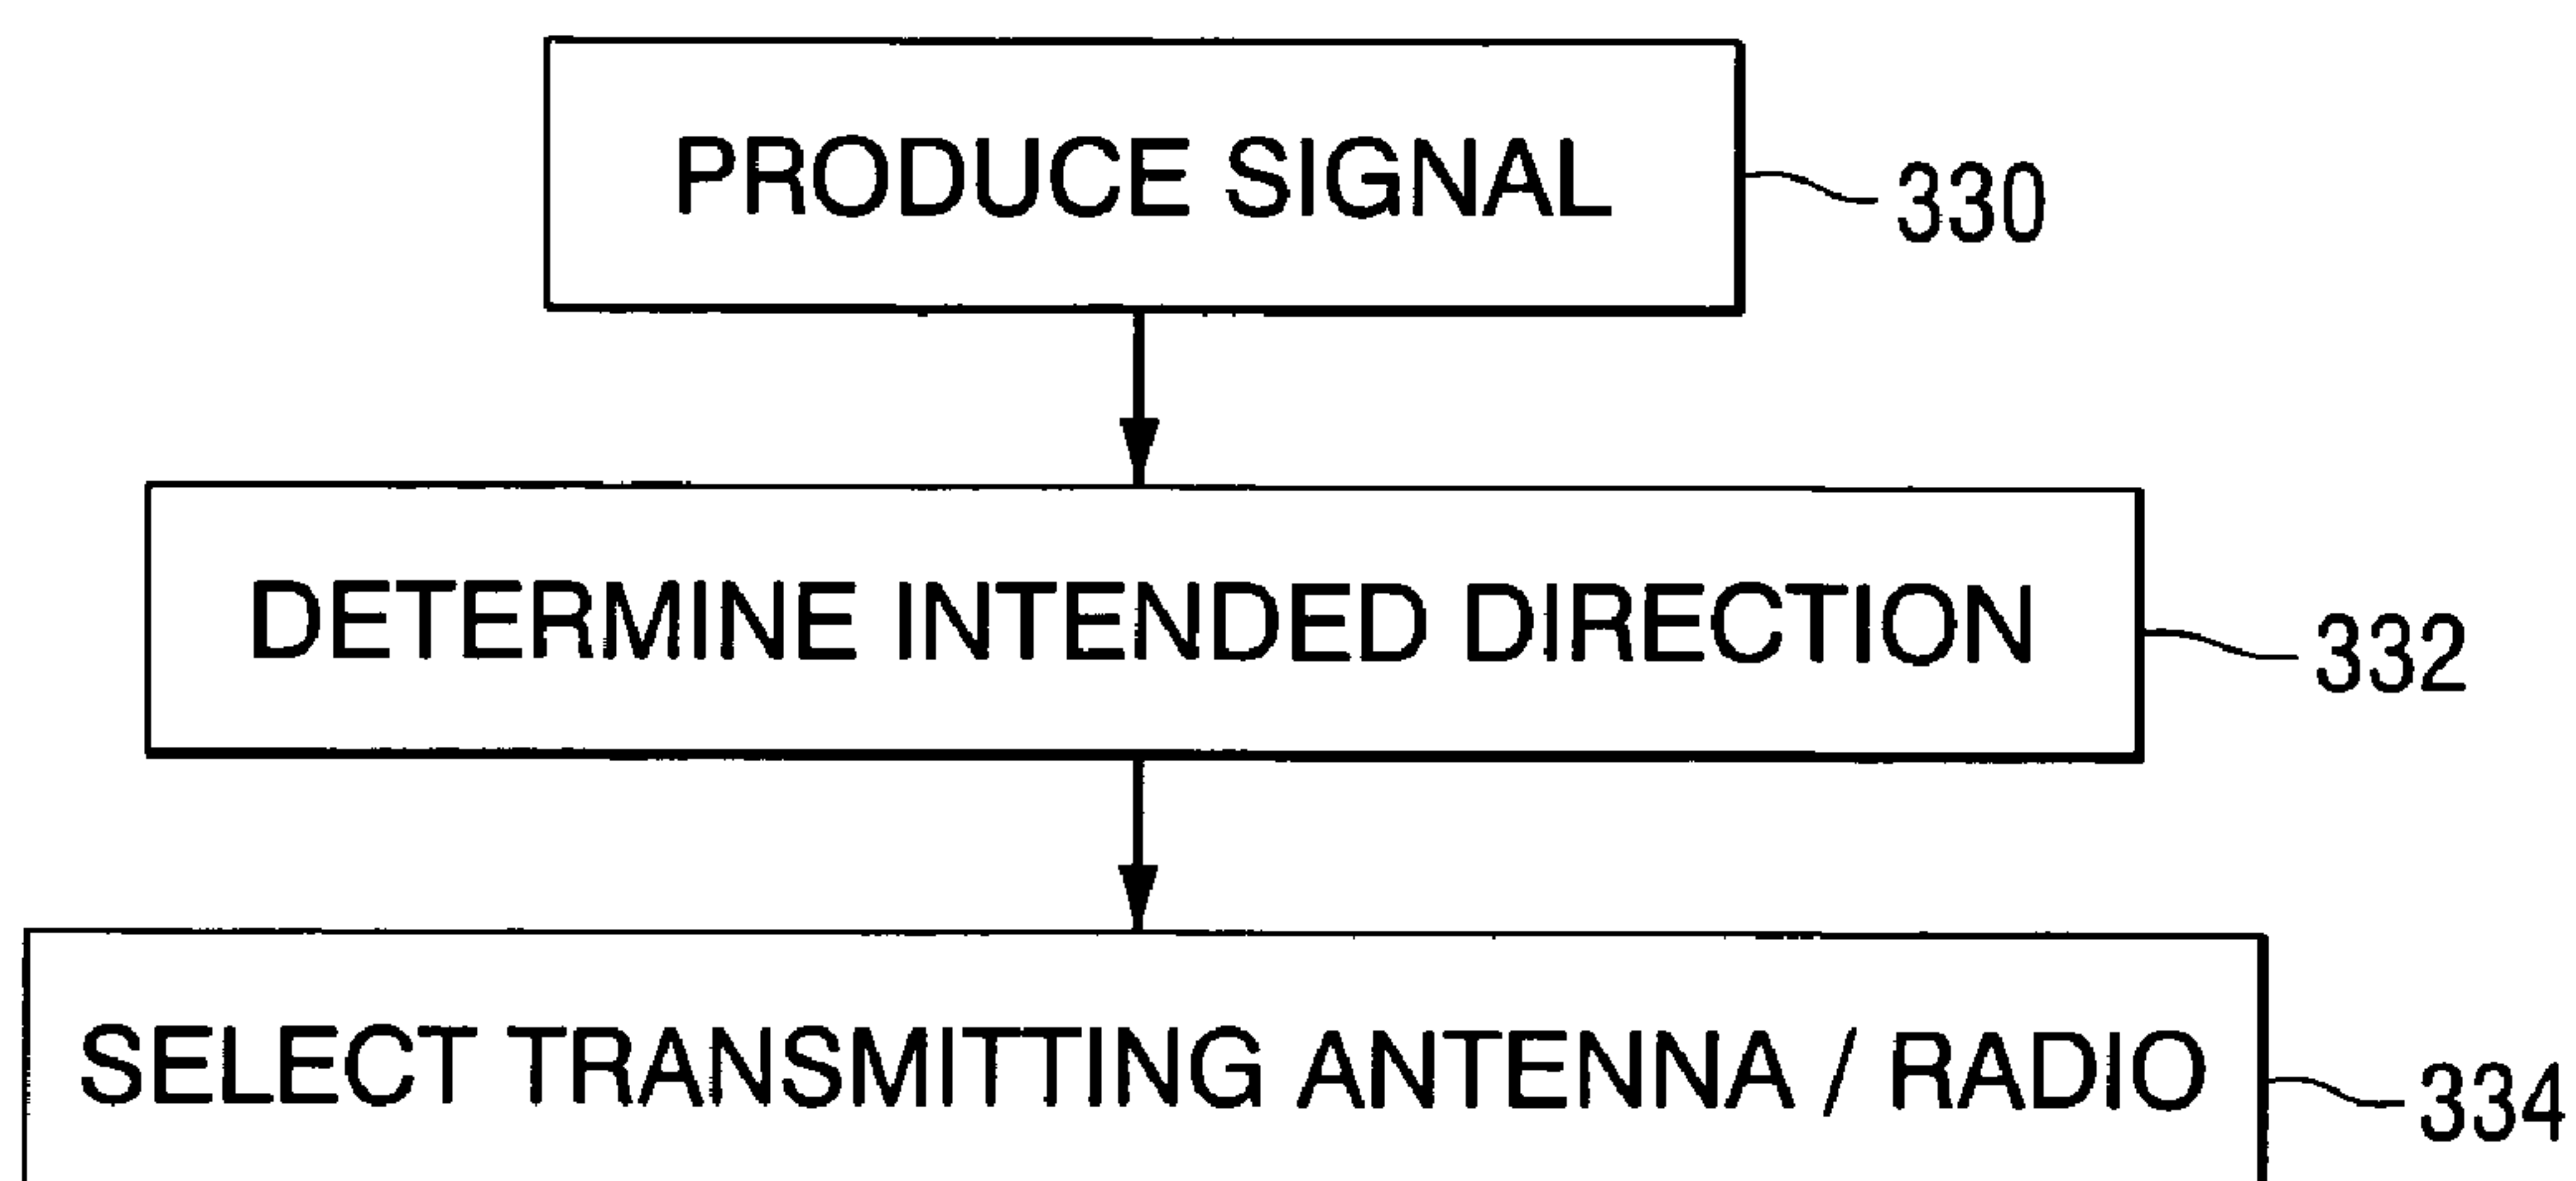 PRODUCE SIGNAL
330
DETERMINE INTENDED DIRECTION
332
SELECT TRANSMITTING ANTENNA / RADIO
334